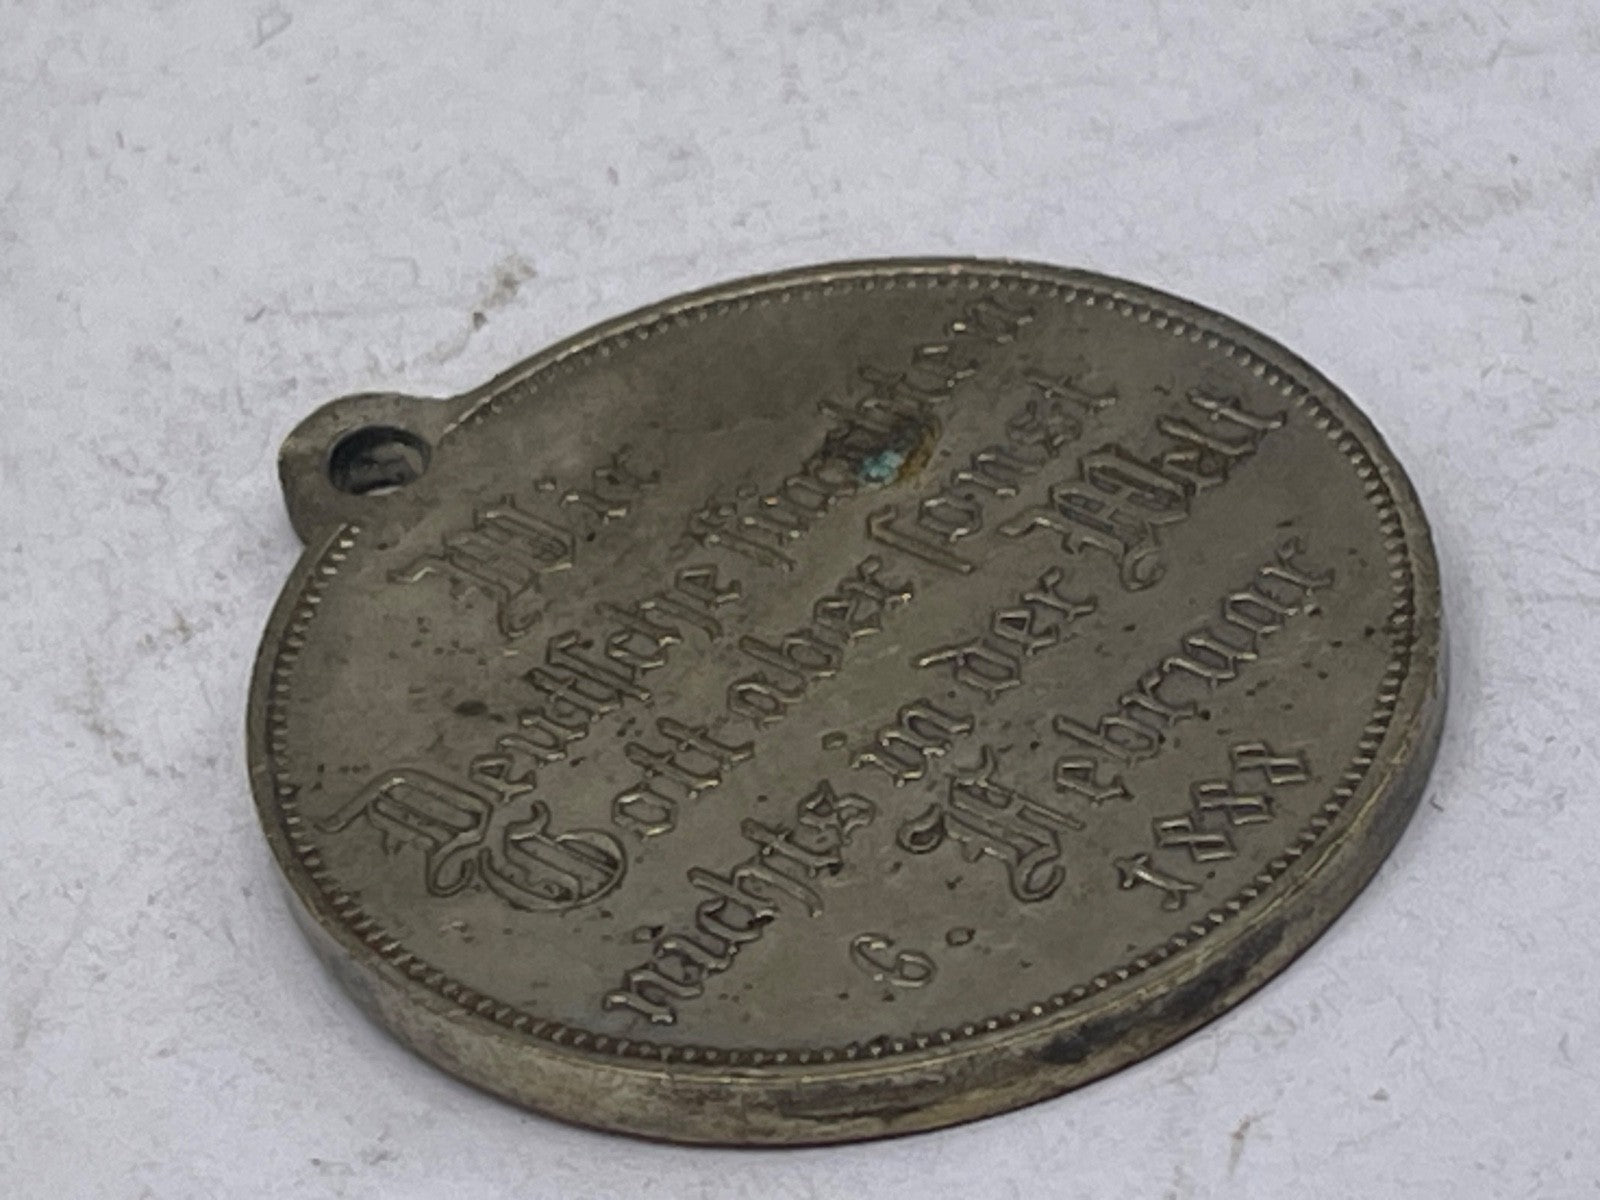 Wir
Deutsche fürchten
Gott aber sonst
nichts in der Welt
6. Februar
1888